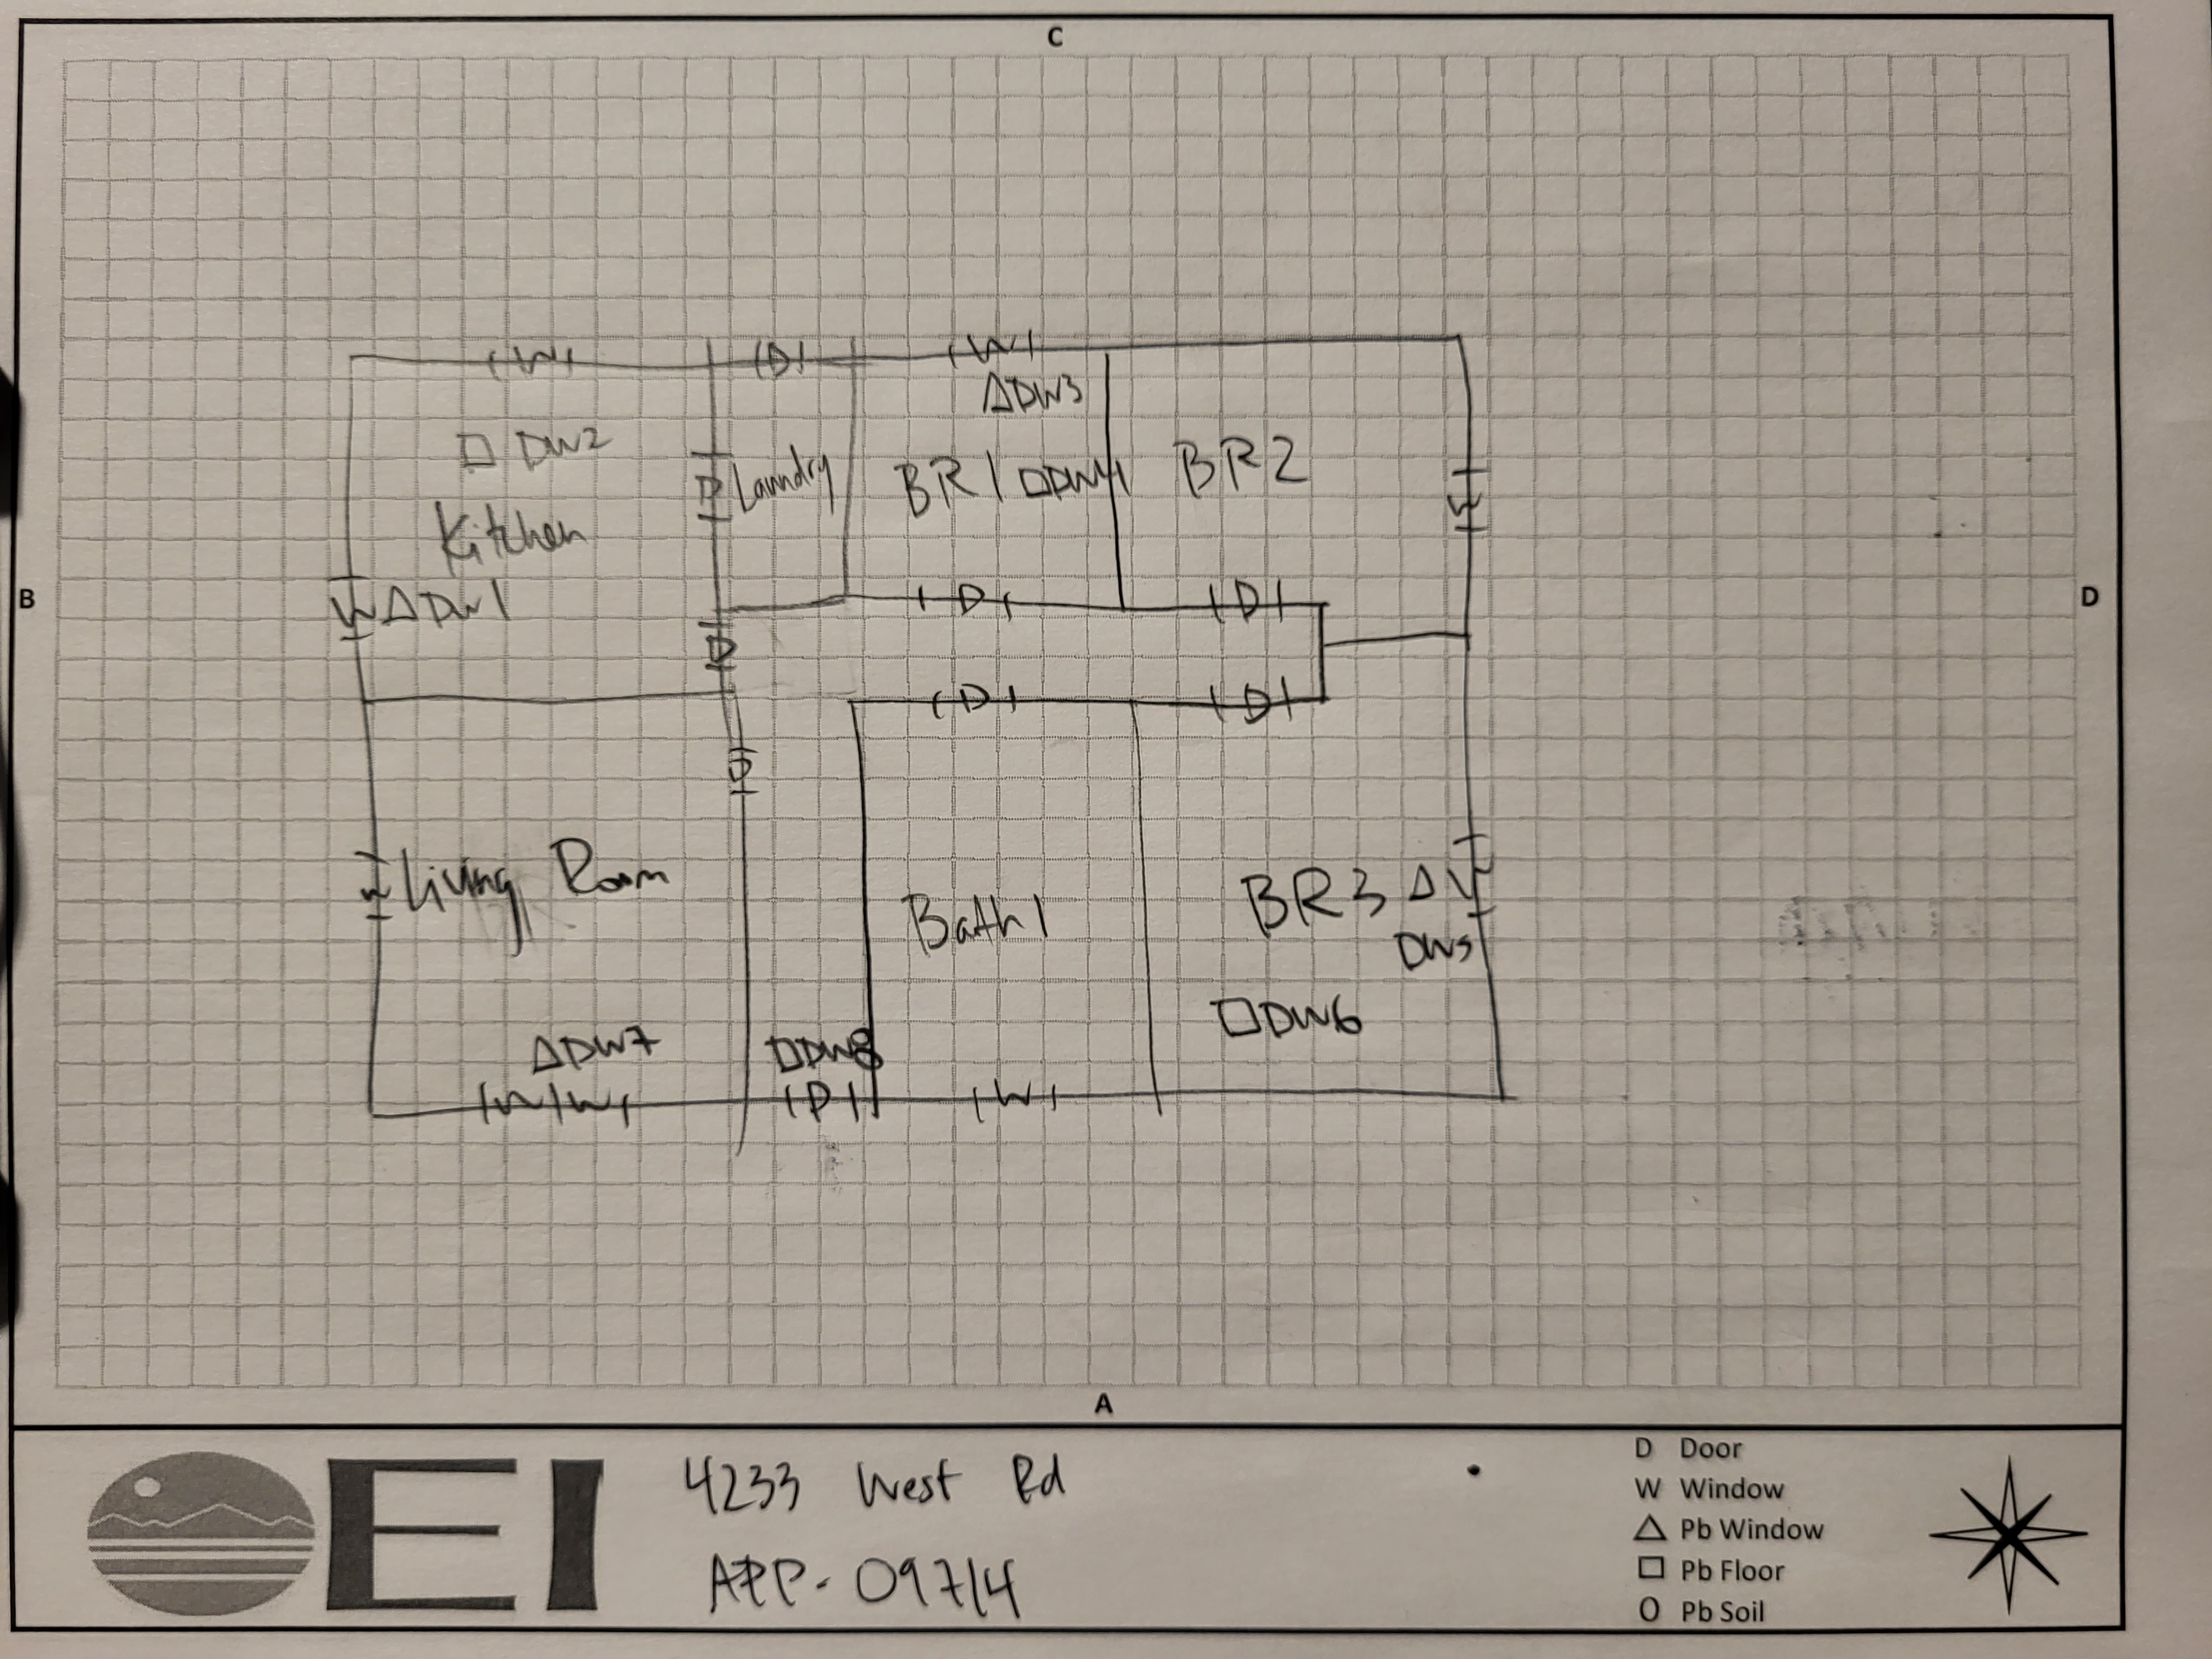 C
W
D
W
△DW3
□ DW2
D
Laundry
BR1
□DW4
BR2
W
Kitchen
B
W
△DW1
D
D
D
D
D
D
D
W
Living Room
Bath1
BR3
△
W
DW5
□DW6
△DW7
□DW8
W
W
D
W
A
EI
4233 West Rd
APP-09714
D Door
W Window
△ Pb Window
□ Pb Floor
O Pb Soil